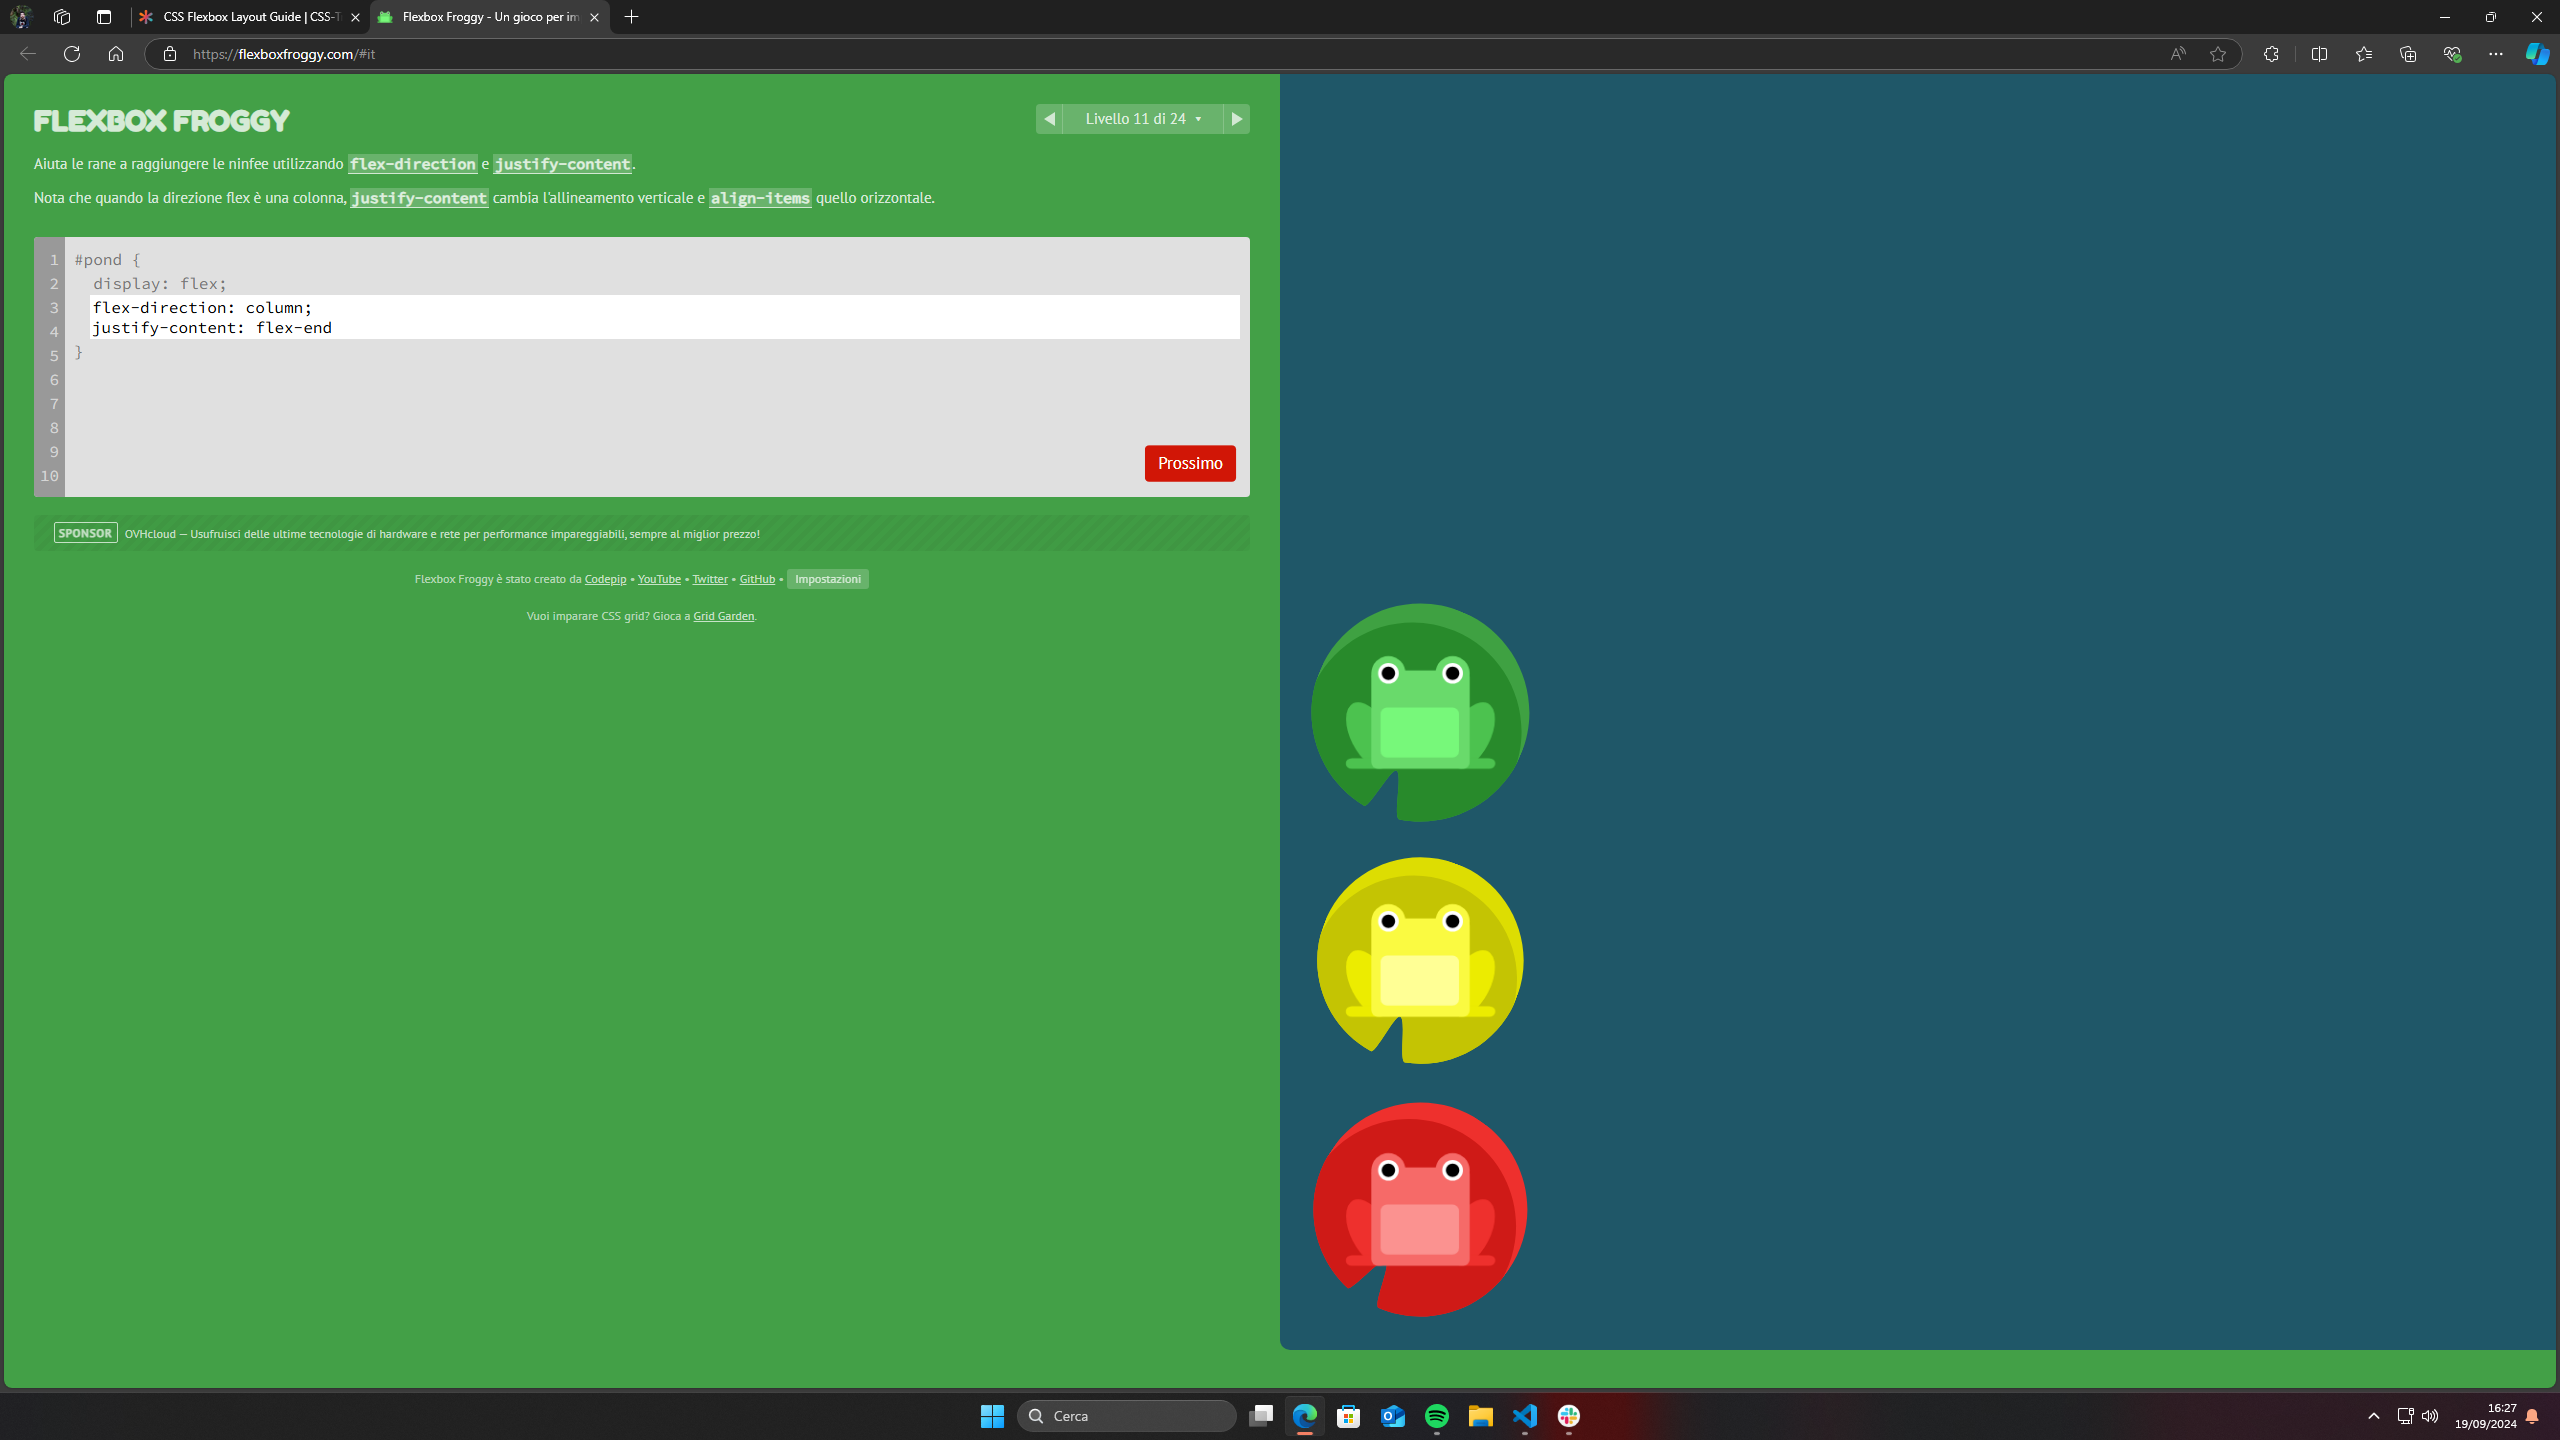 CSS Flexbox Layout Guide | CSS-T
Flexbox Froggy - Un gioco per im
https://flexboxfroggy.com/#it
FLEXBOX FROGGY
Livello 11 di 24
Aiuta le rane a raggiungere le ninfee utilizzando flex-direction e justify-content.
Nota che quando la direzione flex è una colonna, justify-content cambia l'allineamento verticale e align-items quello orizzontale.
1 #pond {
2 display: flex;
3 flex-direction: column;
4 justify-content: flex-end
5 }
6
7
8
9
10
Prossimo
SPONSOR OVHcloud — Usufruisci delle ultime tecnologie di hardware e rete per performance impareggiabili, sempre al miglior prezzo!
Flexbox Froggy è stato creato da Codepip • YouTube • Twitter • GitHub • Impostazioni
Vuoi imparare CSS grid? Gioca a Grid Garden.
Cerca
16:27
19/09/2024